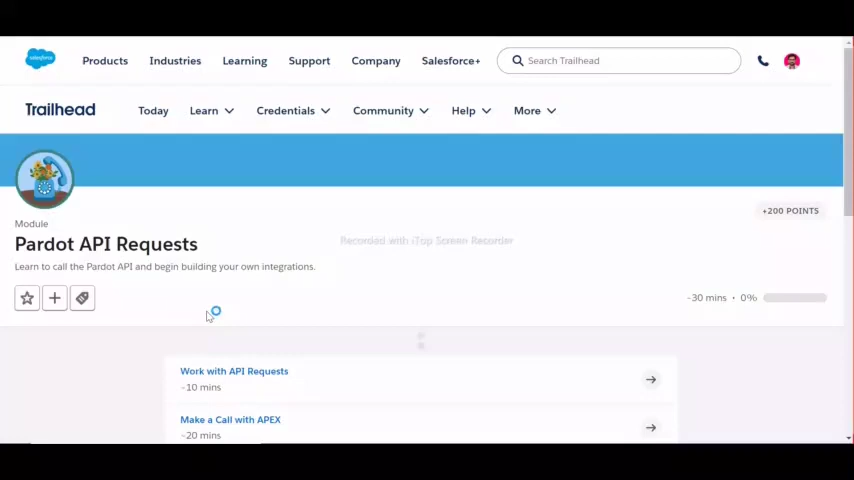 salesforce
Products Industries Learning Support Company Salesforce+ Search Trailhead
Trailhead Today Learn Credentials Community Help More
+200 POINTS
Module
Pardot API Requests
Recorded with iTop Screen Recorder
Learn to call the Pardot API and begin building your own integrations.
~30 mins • 0%
Work with API Requests
~10 mins
Make a Call with APEX
~20 mins